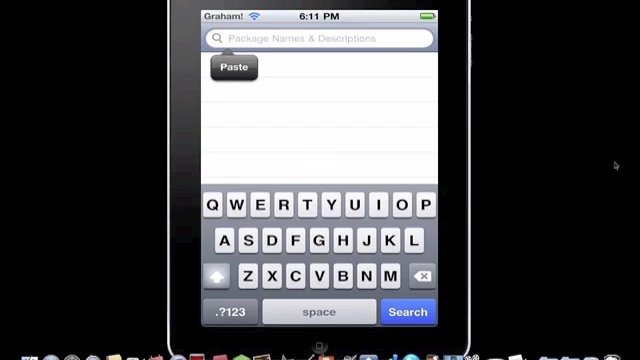 Graham! 6:11 PM
Package Names & Descriptions
Paste
Q W E R T Y U I O P
A S D F G H J K L
Z X C V B N M
.?123 space Search